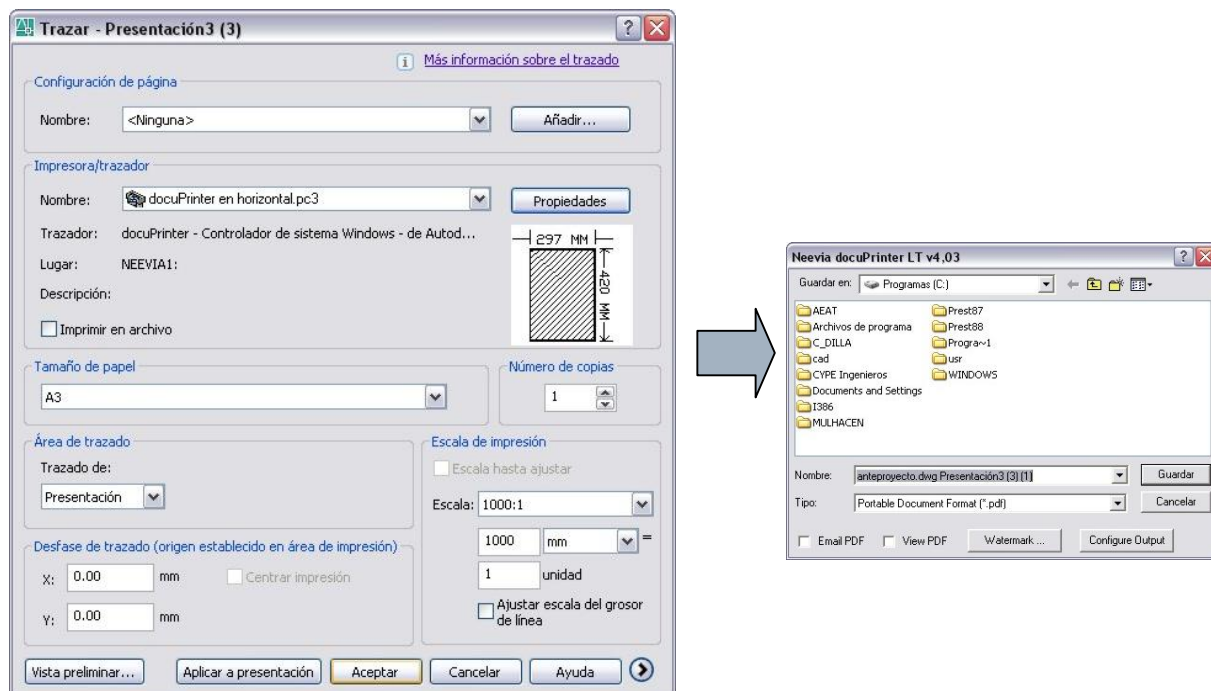 Trazar - Presentación3 (3)
Más información sobre el trazado
Configuración de página
Nombre: <Ninguna> Añadir...
Impresora/trazador
Nombre: docuPrinter en horizontal.pc3 Propiedades
Trazador: docuPrinter - Controlador de sistema Windows - de Autod...
Lugar: NEEVIA1:
Descripción:
Imprimir en archivo
297 MM
420 MM
Tamaño de papel
A3
Número de copias
1
Área de trazado
Trazado de:
Presentación
Escala de impresión
Escala hasta ajustar
Escala: 1000:1
1000 mm =
1 unidad
Ajustar escala del grosor de línea
Desfase de trazado (origen establecido en área de impresión)
X: 0.00 mm Centrar impresión
Y: 0.00 mm
Vista preliminar... Aplicar a presentación Aceptar Cancelar Ayuda
Neevia docuPrinter LT v4,03
Guardar en: Programas (C:)
AEAT
Archivos de programa
C_DILLA
cad
CYPE Ingenieros
Documents and Settings
I386
MULHACEN
Prest87
Prest88
Progra~1
usr
WINDOWS
Nombre: anteproyecto.dwg Presentación3 (3) (1) Guardar
Tipo: Portable Document Format (*.pdf) Cancelar
Email PDF View PDF Watermark ... Configure Output